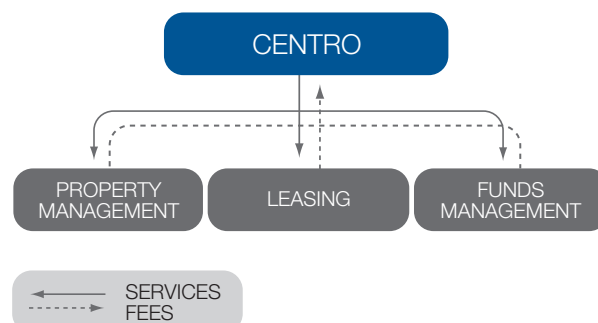 CENTRO
PROPERTY
MANAGEMENT
LEASING
FUNDS
MANAGEMENT
SERVICES
FEES